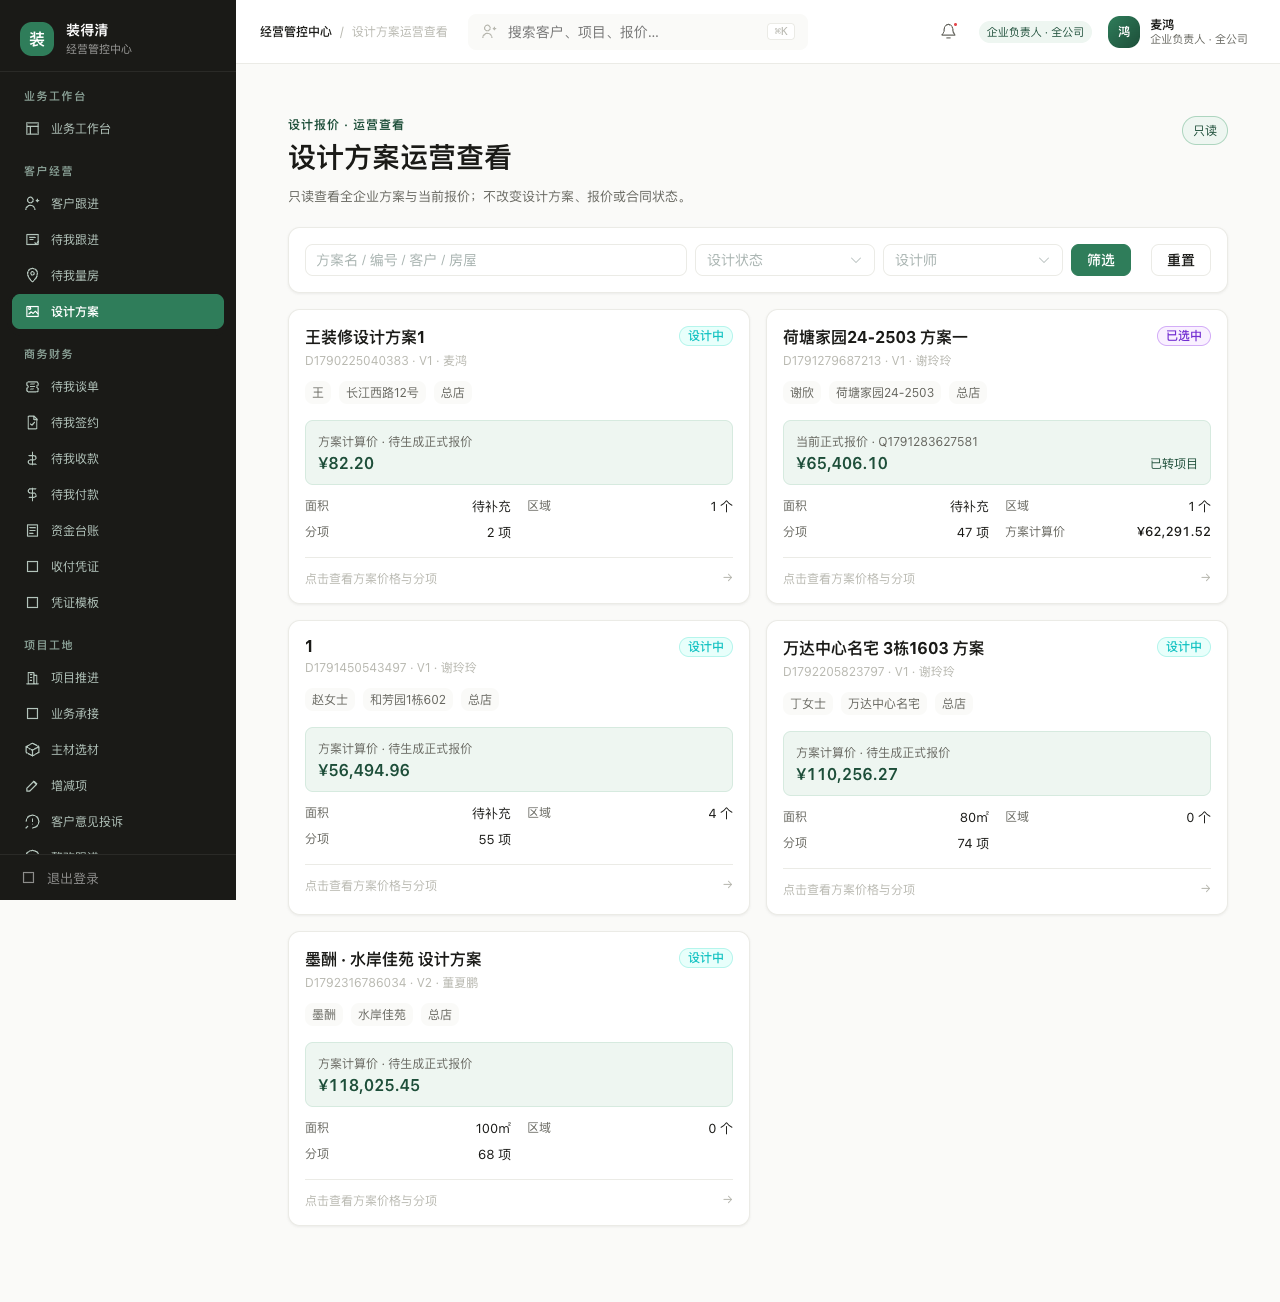 装 装得清
经营管控中心
经营管控中心 / 设计方案运营查看
搜索客户、项目、报价...
⌘K
企业负责人 · 全公司
鸿
麦鸿
企业负责人 · 全公司
业务工作台
业务工作台
客户经营
客户跟进
待我跟进
待我量房
设计方案
商务财务
待我谈单
待我签约
待我收款
待我付款
资金台账
收付凭证
凭证模板
项目工地
项目推进
业务承接
主材选材
增减项
客户意见投诉
退出登录
设计报价 · 运营查看
设计方案运营查看
只读
只读查看全企业方案与当前报价；不改变设计方案、报价或合同状态。
方案名 / 编号 / 客户 / 房屋
设计状态
设计师
筛选
重置
王装修设计方案1
设计中
D1790225040383 · V1 · 麦鸿
王 长江西路12号 总店
方案计算价 · 待生成正式报价
¥82.20
面积 待补充 区域 1 个
分项 2 项
点击查看方案价格与分项 →
荷塘家园24-2503 方案一
已选中
D1791279687213 · V1 · 谢玲玲
谢欣 荷塘家园24-2503 总店
当前正式报价 · Q1791283627581
¥65,406.10 已转项目
面积 待补充 区域 1 个
分项 47 项 方案计算价 ¥62,291.52
点击查看方案价格与分项 →
1
设计中
D1791450543497 · V1 · 谢玲玲
赵女士 和芳园1栋602 总店
方案计算价 · 待生成正式报价
¥56,494.96
面积 待补充 区域 4 个
分项 55 项
点击查看方案价格与分项 →
万达中心名宅 3栋1603 方案
设计中
D1792205823797 · V1 · 谢玲玲
丁女士 万达中心名宅 总店
方案计算价 · 待生成正式报价
¥110,256.27
面积 80㎡ 区域 0 个
分项 74 项
点击查看方案价格与分项 →
墨酬 · 水岸佳苑 设计方案
设计中
D1792316786034 · V2 · 董夏鹏
墨酬 水岸佳苑 总店
方案计算价 · 待生成正式报价
¥118,025.45
面积 100㎡ 区域 0 个
分项 68 项
点击查看方案价格与分项 →